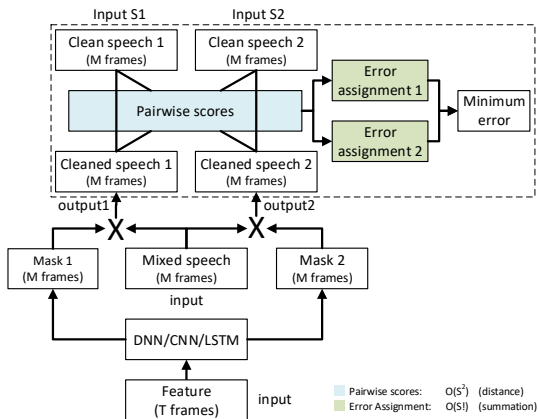 Input S1
Input S2
Clean speech 1
(M frames)
Clean speech 2
(M frames)
Pairwise scores
Error
assignment 1
Error
assignment 2
Minimum
error
Cleaned speech 1
(M frames)
Cleaned speech 2
(M frames)
output1
output2
X
X
Mask 1
(M frames)
Mixed speech
(M frames)
Mask 2
(M frames)
input
DNN/CNN/LSTM
Feature
(T frames)
input
Pairwise scores: O(S²) (distance)
Error Assignment: O(S!) (summation)